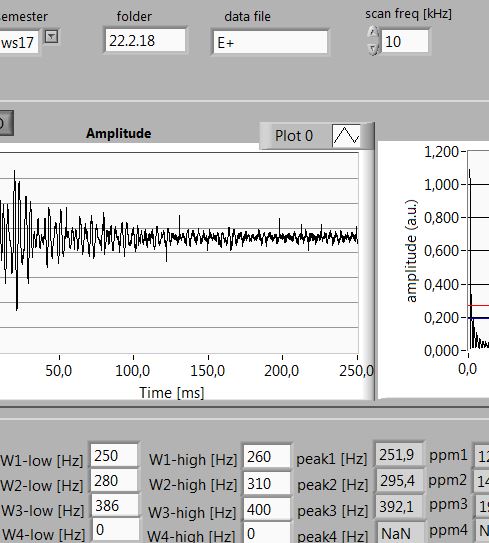 semester folder data file scan freq [kHz]
ws17 22.2.18 E+ 10
Amplitude Plot 0
1,200
1,000
0,800
0,600
0,400
0,200
0,000
amplitude (a.u.)
50,0 100,0 150,0 200,0 250,0 0,0
Time [ms]
W1-low [Hz] 250 W1-high [Hz] 260 peak1 [Hz] 251,9 ppm1 12
W2-low [Hz] 280 W2-high [Hz] 310 peak2 [Hz] 295,4 ppm2 14
W3-low [Hz] 386 W3-high [Hz] 400 peak3 [Hz] 392,1 ppm3 19
W4-low [Hz] 0 W4-high [Hz] 0 peak4 [Hz] NaN ppm4 N